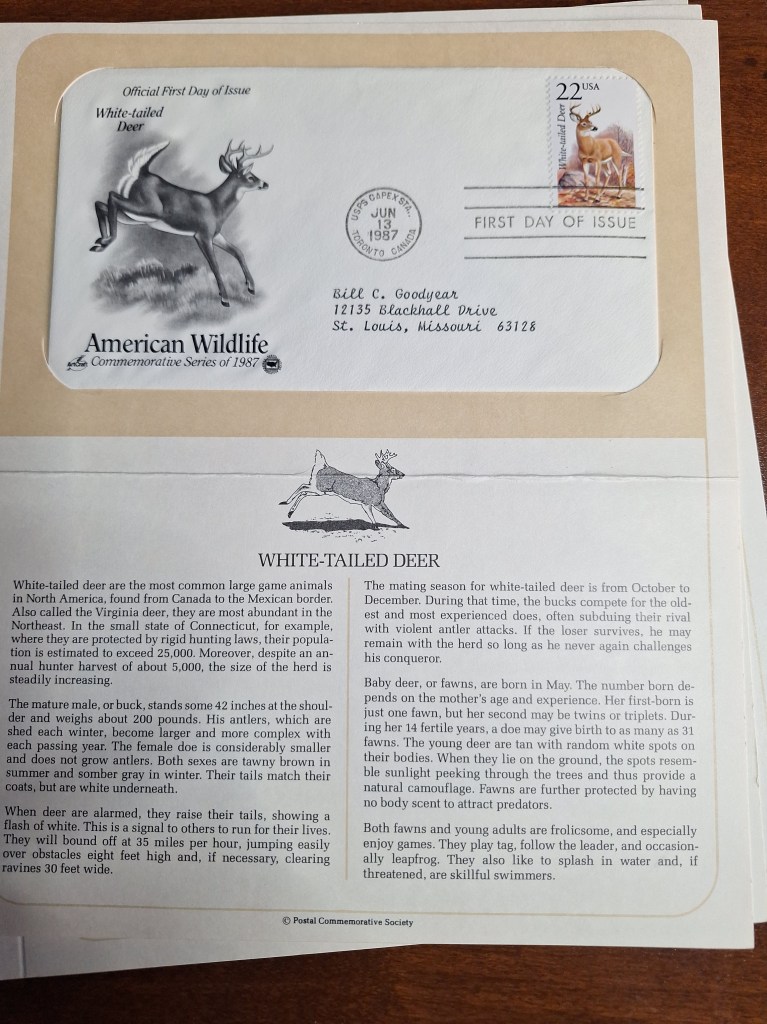 Official First Day of Issue
White-tailed
Deer
22 USA
White-tailed Deer
USPS CAPEX STA.
JUN
13
1987
TORONTO CANADA
FIRST DAY OF ISSUE
Bill C. Goodyear
12135 Blackhall Drive
St. Louis, Missouri 63128
American Wildlife
Commemorative Series of 1987
WHITE-TAILED DEER
White-tailed deer are the most common large game animals
in North America, found from Canada to the Mexican border.
Also called the Virginia deer, they are most abundant in the
Northeast. In the small state of Connecticut, for example,
where they are protected by rigid hunting laws, their popula-
tion is estimated to exceed 25,000. Moreover, despite an an-
nual hunter harvest of about 5,000, the size of the herd is
steadily increasing.
The mature male, or buck, stands some 42 inches at the shoul-
der and weighs about 200 pounds. His antlers, which are
shed each winter, become larger and more complex with
each passing year. The female doe is considerably smaller
and does not grow antlers. Both sexes are tawny brown in
summer and somber gray in winter. Their tails match their
coats, but are white underneath.
When deer are alarmed, they raise their tails, showing a
flash of white. This is a signal to others to run for their lives.
They will bound off at 35 miles per hour, jumping easily
over obstacles eight feet high and, if necessary, clearing
ravines 30 feet wide.
The mating season for white-tailed deer is from October to
December. During that time, the bucks compete for the old-
est and most experienced does, often subduing their rival
with violent antler attacks. If the loser survives, he may
remain with the herd so long as he never again challenges
his conqueror.
Baby deer, or fawns, are born in May. The number born de-
pends on the mother's age and experience. Her first-born is
just one fawn, but her second may be twins or triplets. Dur-
ing her 14 fertile years, a doe may give birth to as many as 31
fawns. The young deer are tan with random white spots on
their bodies. When they lie on the ground, the spots resem-
ble sunlight peeking through the trees and thus provide a
natural camouflage. Fawns are further protected by having
no body scent to attract predators.
Both fawns and young adults are frolicsome, and especially
enjoy games. They play tag, follow the leader, and occasion-
ally leapfrog. They also like to splash in water and, if
threatened, are skillful swimmers.
© Postal Commemorative Society